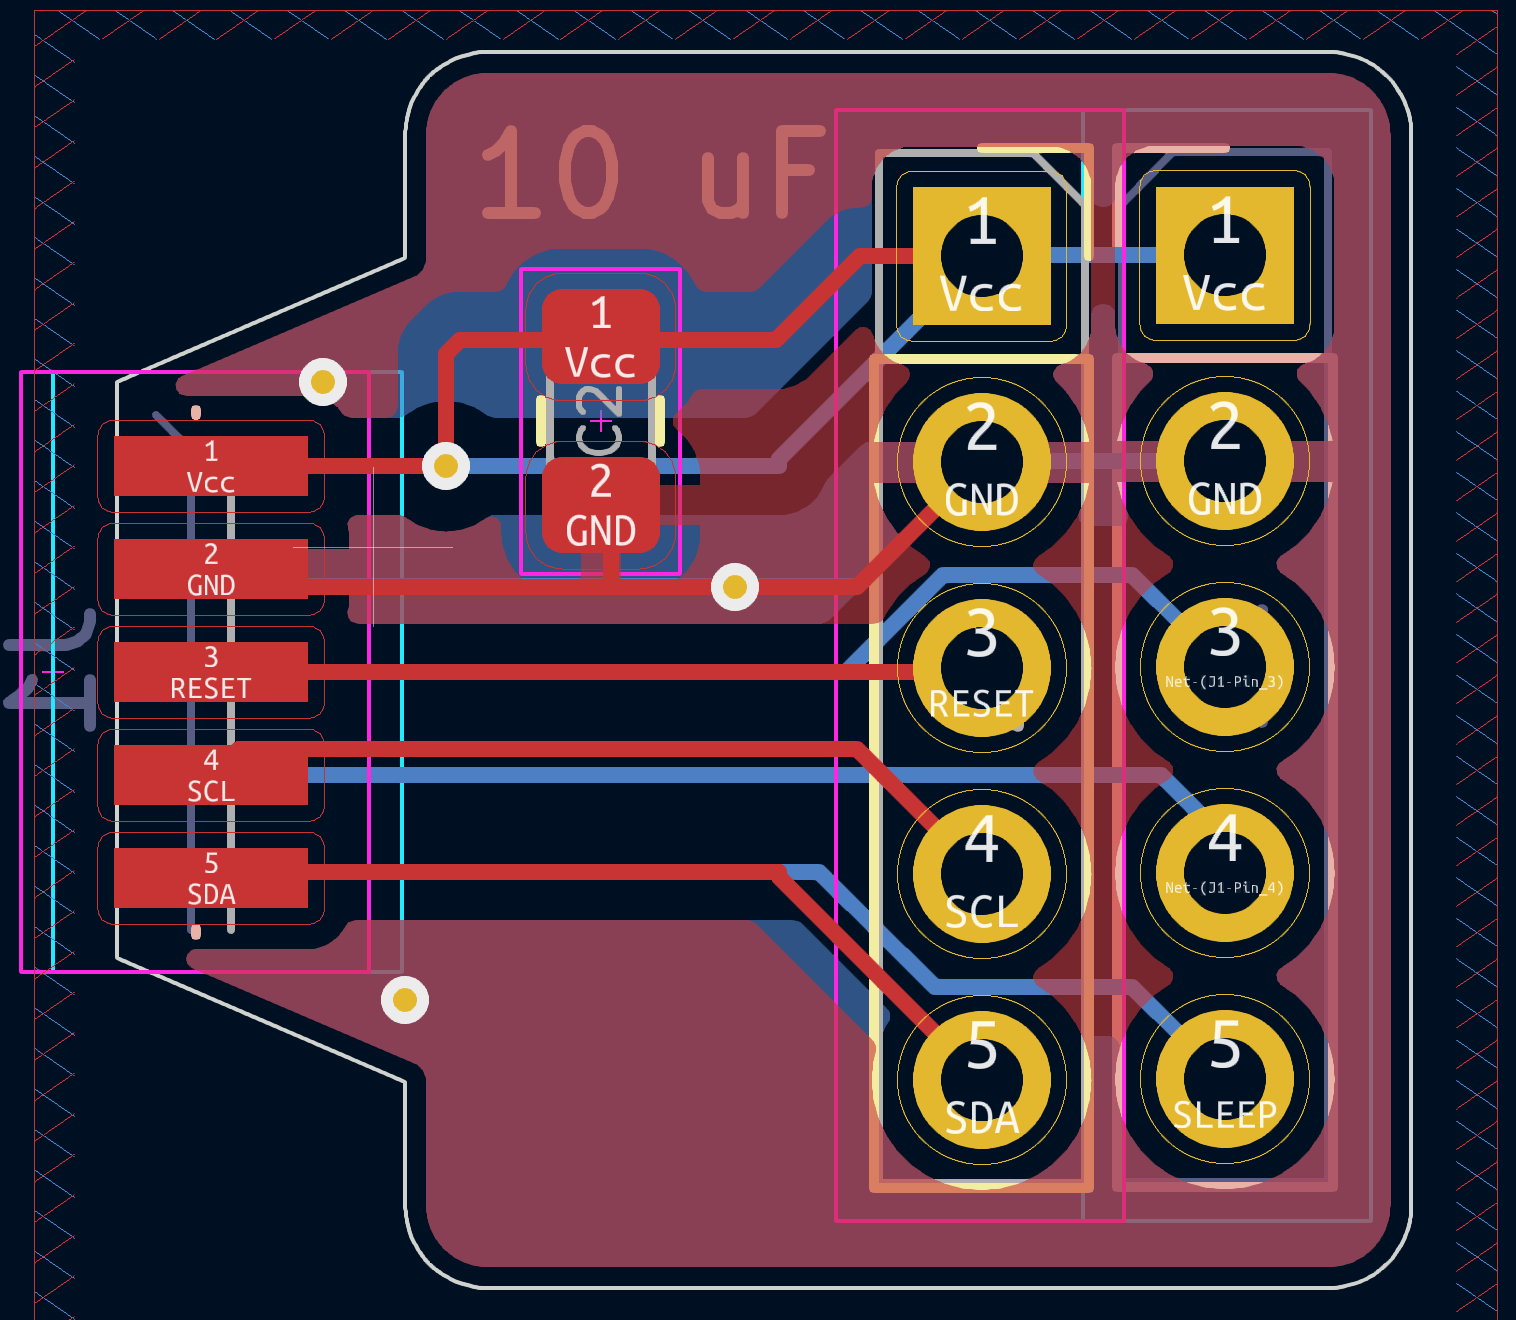 10 uF
1
Vcc
1
Vcc
1
Vcc
C2
2
GND
2
GND
2
GND
1
Vcc
2
GND
3
RESET
4
SCL
5
SDA
J1
3
RESET
3
Net-(J1-Pin_3)
4
SCL
4
Net-(J1-Pin_4)
5
SDA
5
SLEEP